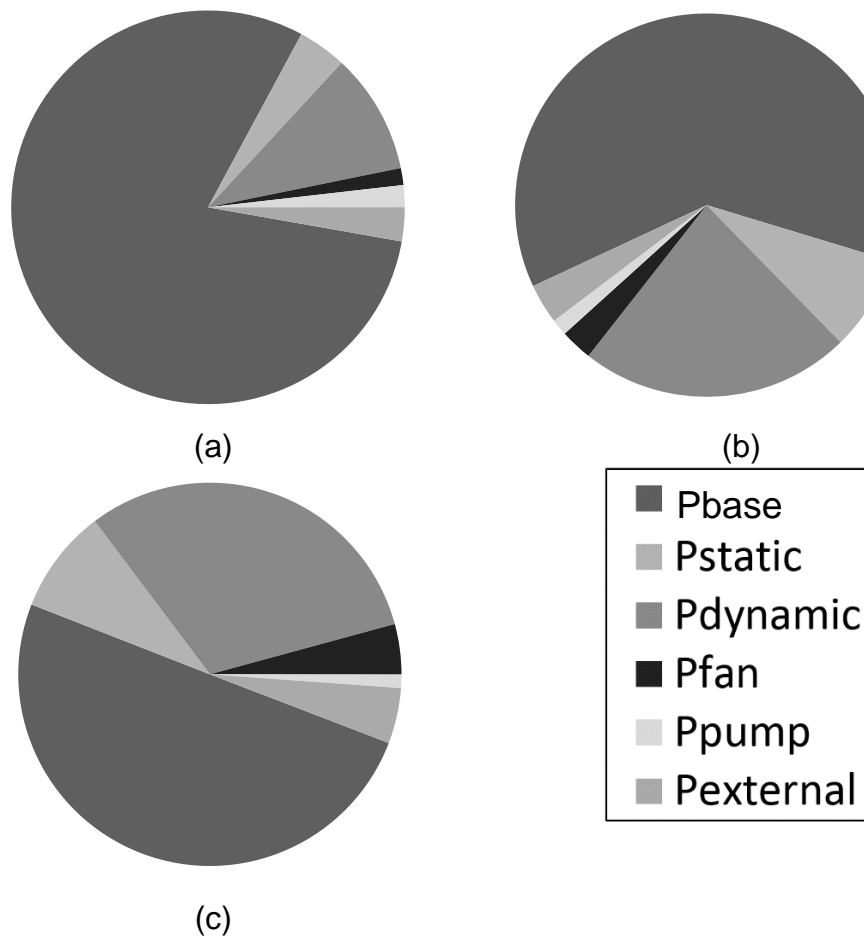 (a)
(b)
Pbase
Pstatic
Pdynamic
Pfan
Ppump
Pexternal
(c)